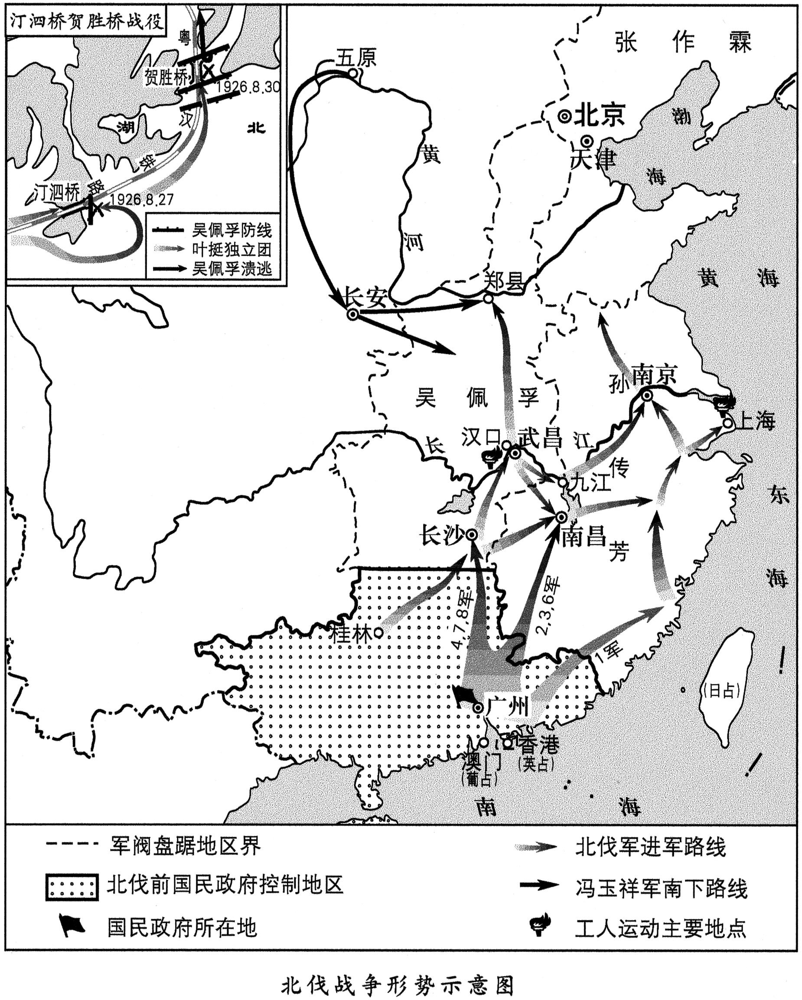 汀泗桥贺胜桥战役
粤
贺胜桥
1926.8.30
汉
湖
北
铁
路
汀泗桥
1926.8.27
吴佩孚防线
叶挺独立团
吴佩孚溃逃
张作霖
五原
北京
天津
渤
海
黄
河
黄海
郑县
长安
吴佩孚
孙
南京
上海
汉口
武昌
长
江
传
九江
东
海
长沙
南昌
芳
4,7,8军
2,3,6军
1军
桂林
广州
(日占)
香港
(英占)
澳门
(葡占)
南海
军阀盘踞地区界
北伐前国民政府控制地区
国民政府所在地
北伐军进军路线
冯玉祥军南下路线
工人运动主要地点
北伐战争形势示意图